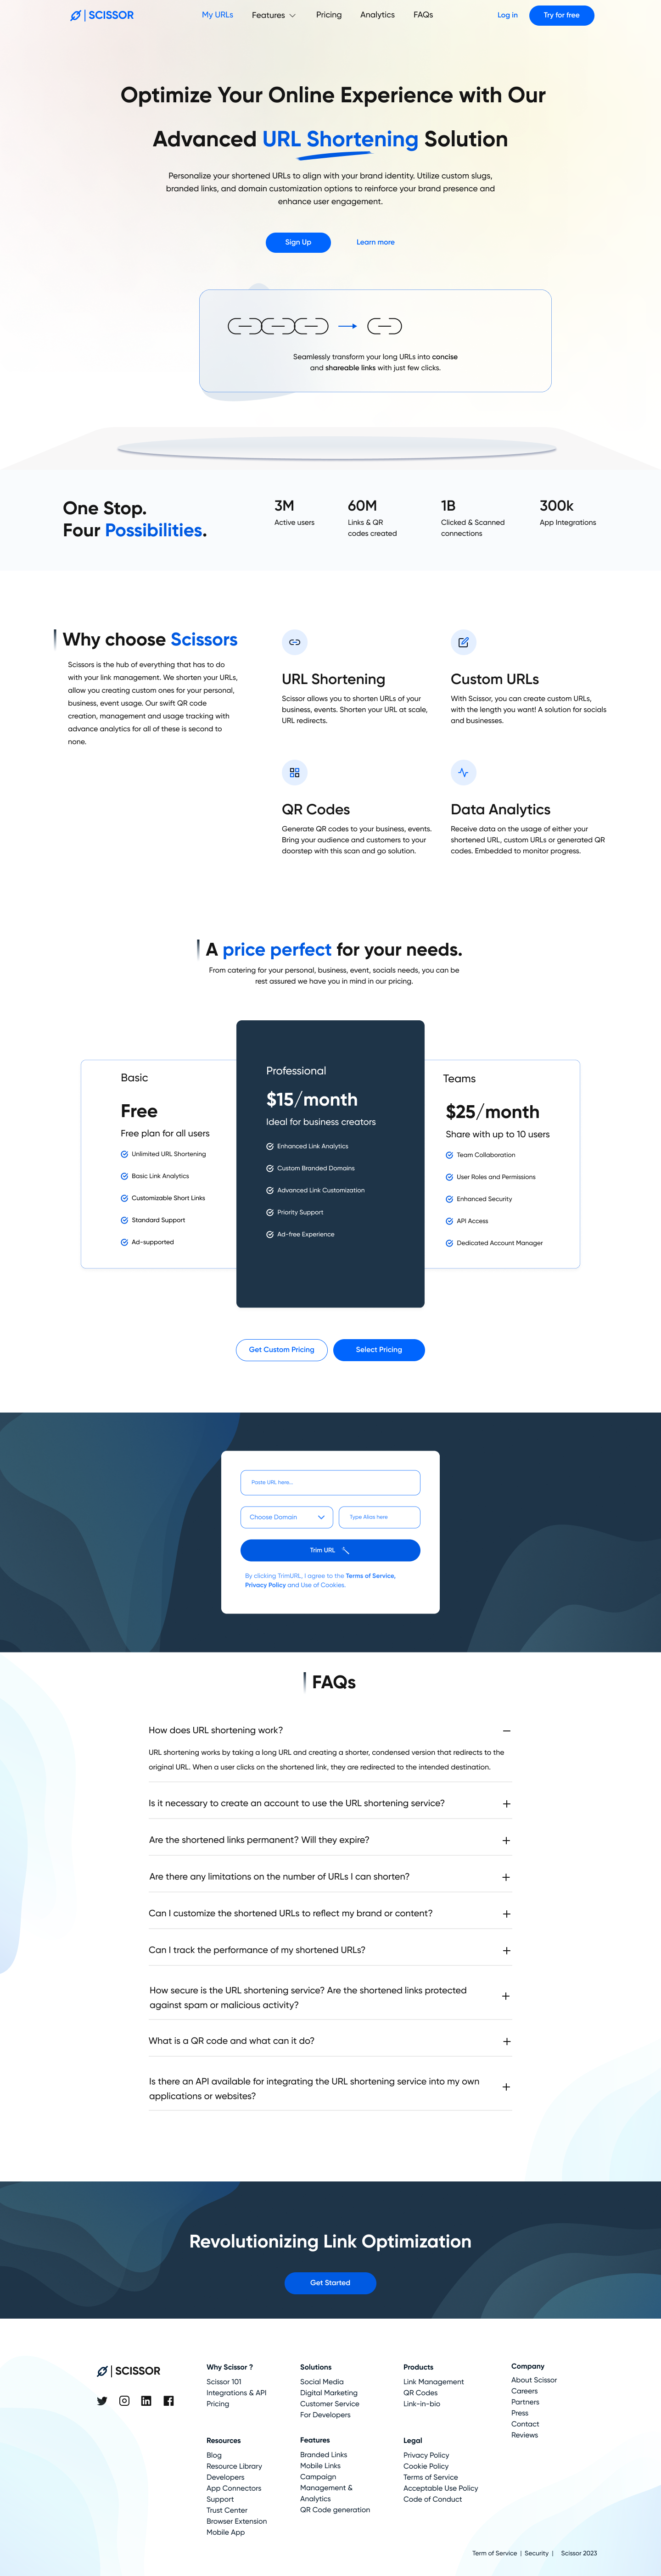 SCISSOR
My URLs
Features
Pricing
Analytics
FAQs
Log in
Try for free
Optimize Your Online Experience with Our
Advanced URL Shortening Solution
Personalize your shortened URLs to align with your brand identity. Utilize custom slugs,
branded links, and domain customization options to reinforce your brand presence and
enhance user engagement.
Sign Up
Learn more
Seamlessly transform your long URLs into concise
and shareable links with just few clicks.
One Stop.
Four Possibilities.
3M
Active users
60M
Links & QR
codes created
1B
Clicked & Scanned
connections
300k
App Integrations
Why choose Scissors
Scissors is the hub of everything that has to do
with your link management. We shorten your URLs,
allow you creating custom ones for your personal,
business, event usage. Our swift QR code
creation, management and usage tracking with
advance analytics for all of these is second to
none.
URL Shortening
Scissor allows you to shorten URLs of your
business, events. Shorten your URL at scale,
URL redirects.
Custom URLs
With Scissor, you can create custom URLs,
with the length you want! A solution for socials
and businesses.
QR Codes
Generate QR codes to your business, events.
Bring your audience and customers to your
doorstep with this scan and go solution.
Data Analytics
Receive data on the usage of either your
shortened URL, custom URLs or generated QR
codes. Embedded to monitor progress.
A price perfect for your needs.
From catering for your personal, business, event, socials needs, you can be
rest assured we have you in mind in our pricing.
Basic
Free
Free plan for all users
Unlimited URL Shortening
Basic Link Analytics
Customizable Short Links
Standard Support
Ad-supported
Professional
$15/month
Ideal for business creators
Enhanced Link Analytics
Custom Branded Domains
Advanced Link Customization
Priority Support
Ad-free Experience
Teams
$25/month
Share with up to 10 users
Team Collaboration
User Roles and Permissions
Enhanced Security
API Access
Dedicated Account Manager
Get Custom Pricing
Select Pricing
Paste URL here...
Choose Domain
Type Alias here
Trim URL
By clicking TrimURL, I agree to the Terms of Service,
Privacy Policy and Use of Cookies.
FAQs
How does URL shortening work?
URL shortening works by taking a long URL and creating a shorter, condensed version that redirects to the
original URL. When a user clicks on the shortened link, they are redirected to the intended destination.
Is it necessary to create an account to use the URL shortening service?
Are the shortened links permanent? Will they expire?
Are there any limitations on the number of URLs I can shorten?
Can I customize the shortened URLs to reflect my brand or content?
Can I track the performance of my shortened URLs?
How secure is the URL shortening service? Are the shortened links protected
against spam or malicious activity?
What is a QR code and what can it do?
Is there an API available for integrating the URL shortening service into my own
applications or websites?
Revolutionizing Link Optimization
Get Started
SCISSOR
Why Scissor ?
Scissor 101
Integrations & API
Pricing
Solutions
Social Media
Digital Marketing
Customer Service
For Developers
Products
Link Management
QR Codes
Link-in-bio
Company
About Scissor
Careers
Partners
Press
Contact
Reviews
Resources
Blog
Resource Library
Developers
App Connectors
Support
Trust Center
Browser Extension
Mobile App
Features
Branded Links
Mobile Links
Campaign
Management &
Analytics
QR Code generation
Legal
Privacy Policy
Cookie Policy
Terms of Service
Acceptable Use Policy
Code of Conduct
Term of Service | Security | Scissor 2023